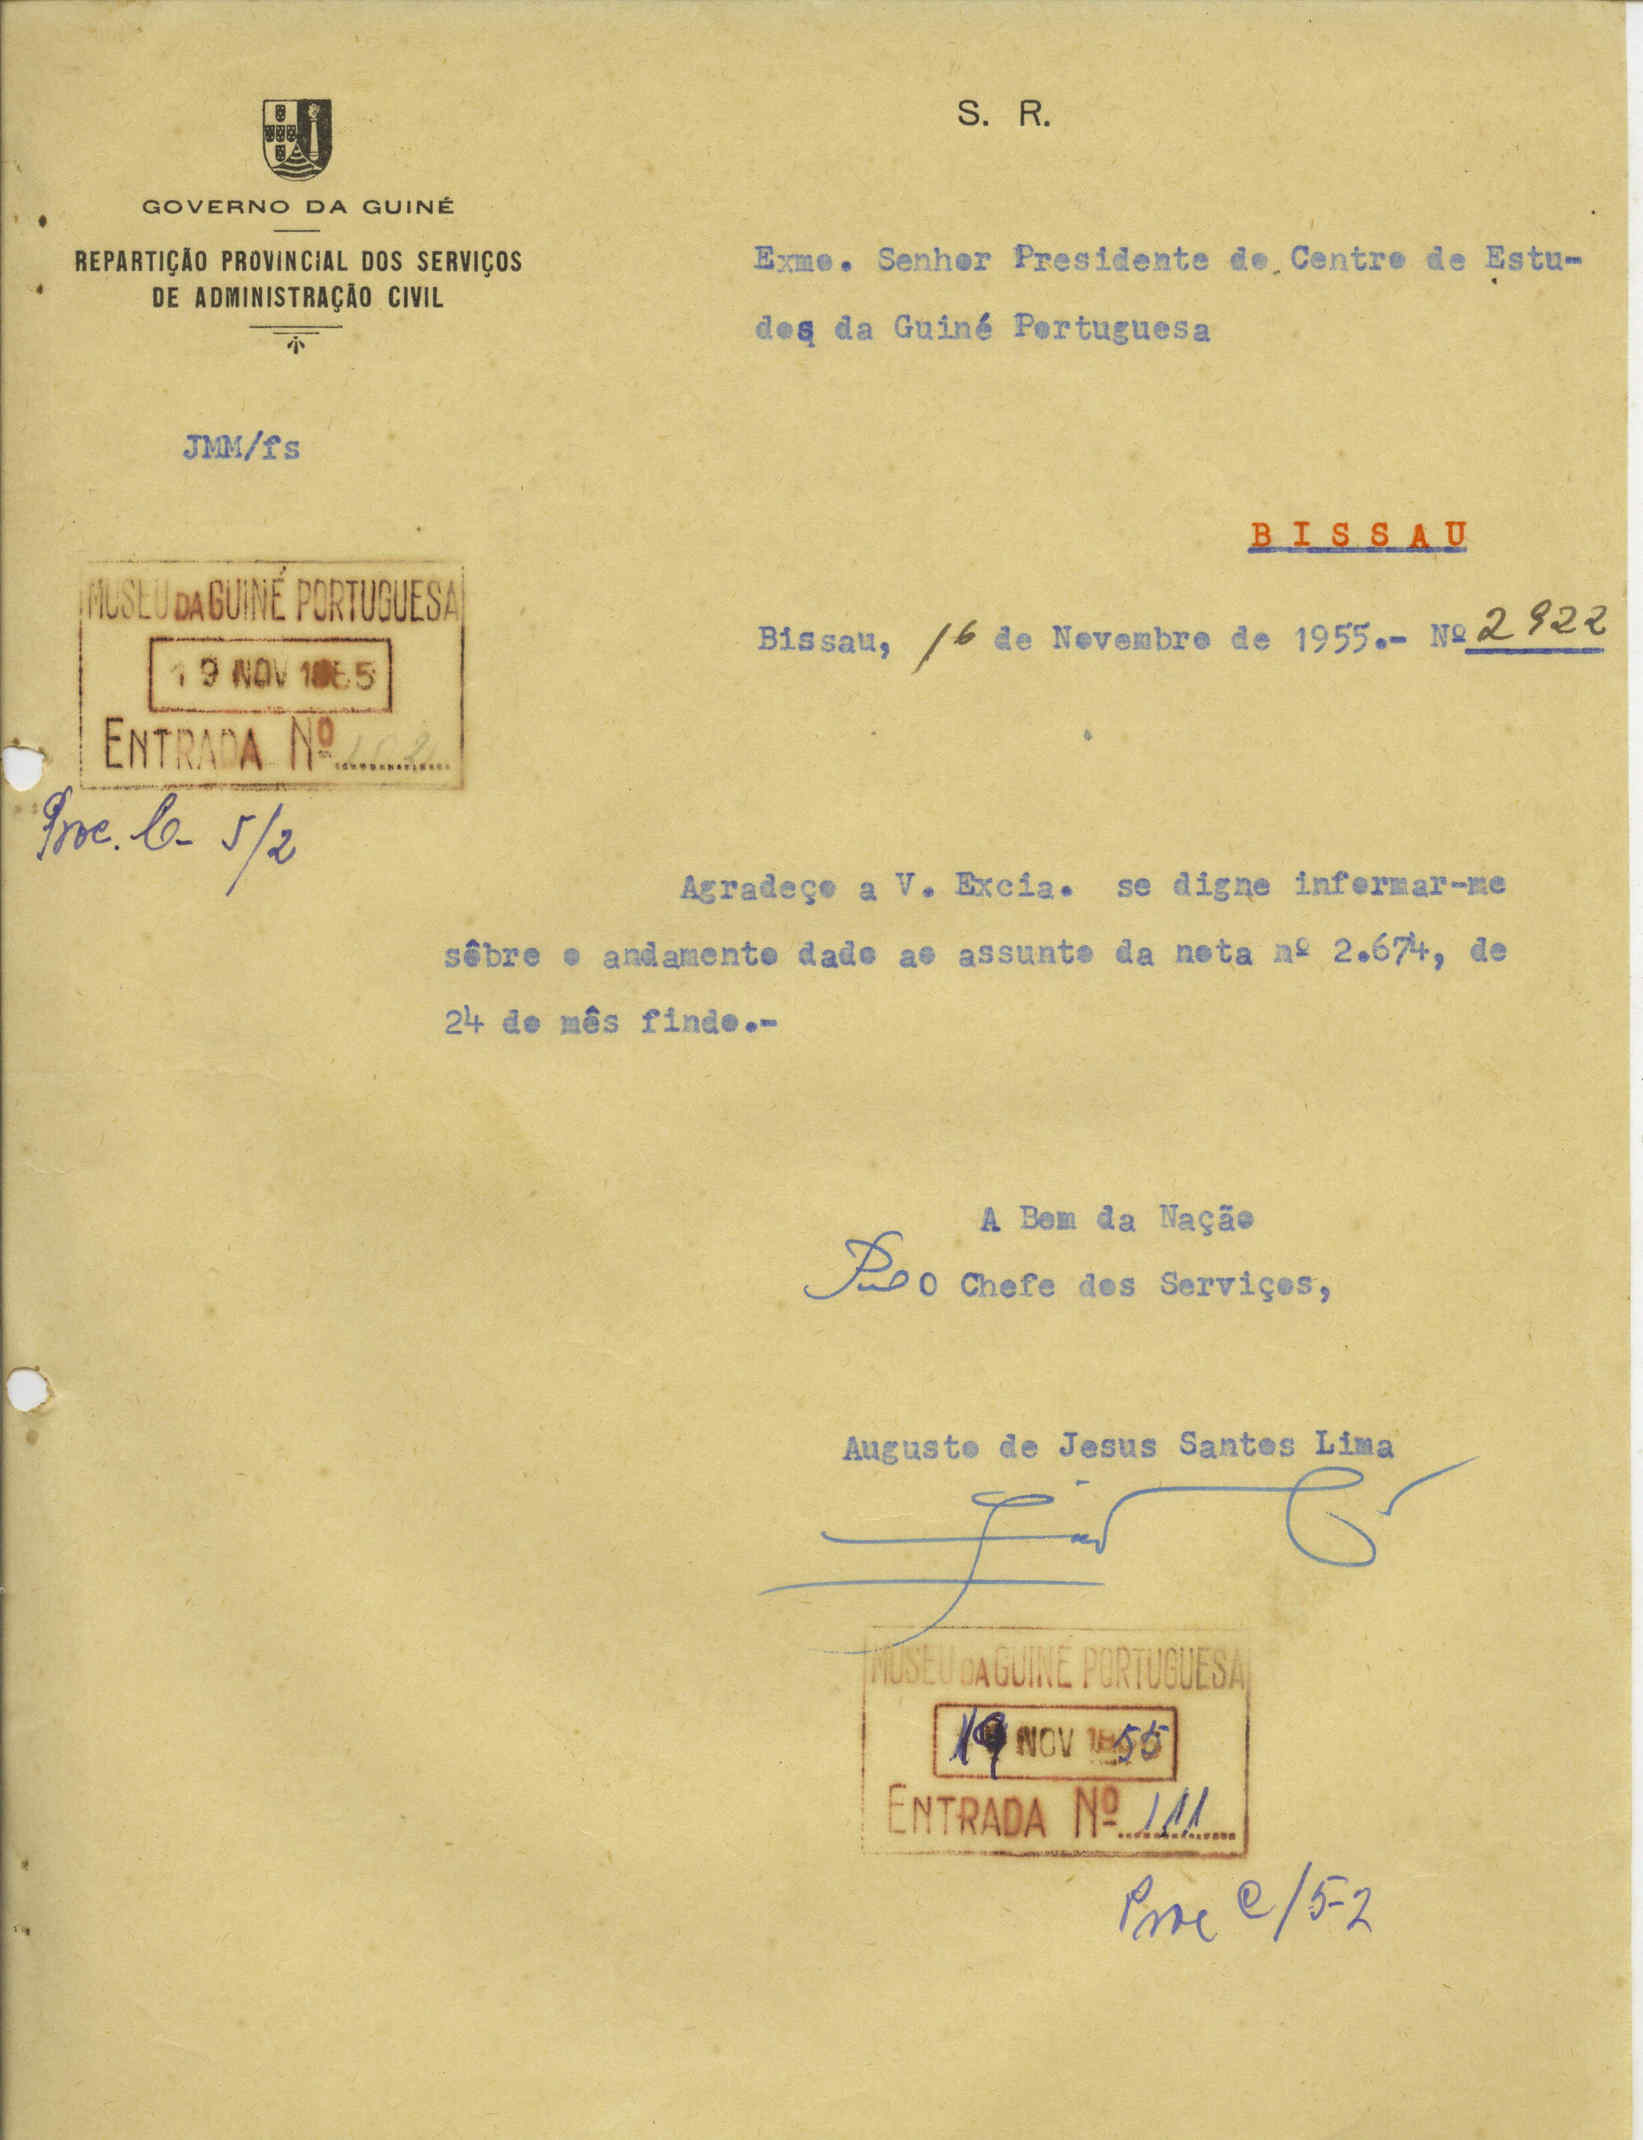 S. R.
GOVERNO DA GUINÉ
REPARTIÇÃO PROVINCIAL DOS SERVIÇOS
DE ADMINISTRAÇÃO CIVIL
Exmo. Senhor Presidente do Centro de Estu-
dos da Guiné Portuguesa
JMM/fs
BISSAU
MUSEU DA GUINÉ PORTUGUESA
19 NOV 1955
ENTRADA Nº
Bissau, 16 de Novembro de 1955.- Nº 2922
Proc. C- 5/2
Agradeço a V. Excia. se digne informar-me
sôbre o andamento dado ao assunto da nota nº 2.674, de
24 do mês findo.-
A Bem da Nação
O Chefe dos Serviços,
Augusto de Jesus Santos Lima
MUSEU DA GUINÉ PORTUGUESA
19 NOV 1955
ENTRADA Nº 111
Proc C/5-2